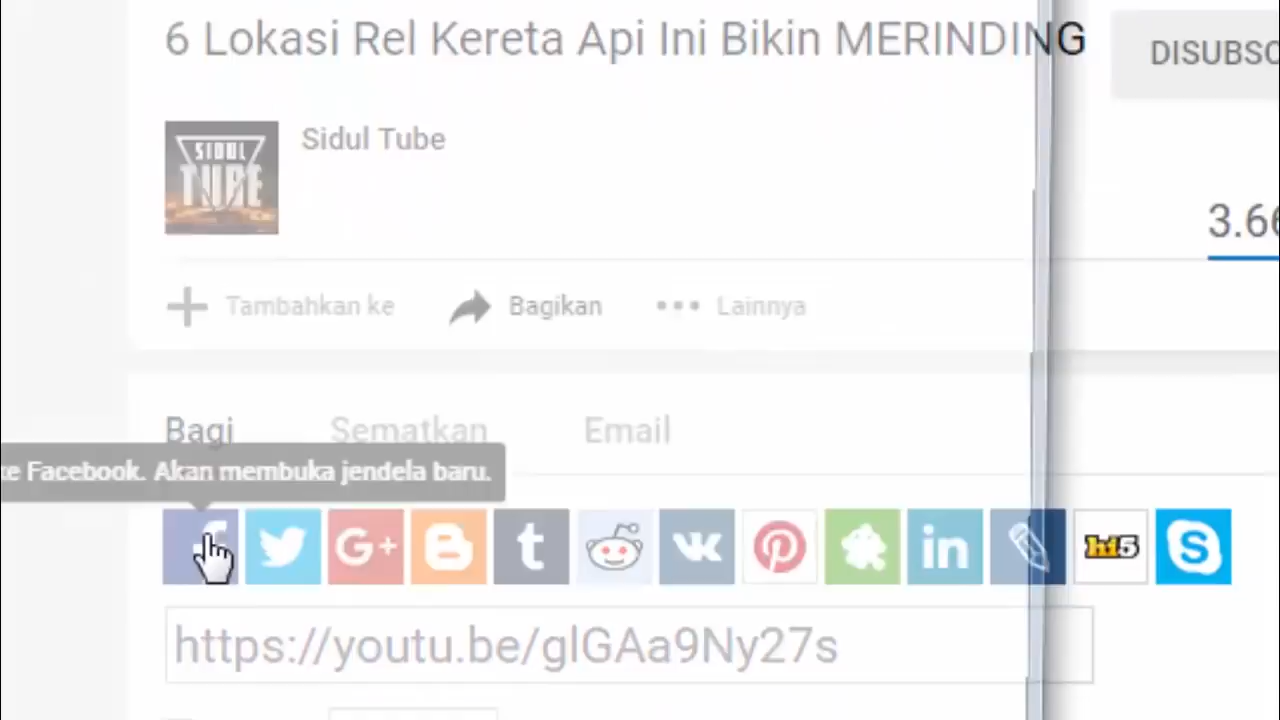 6 Lokasi Rel Kereta Api Ini Bikin MERINDING
DISUBSC
SIDUL
TUBE
Sidul Tube
3.66
Tambahkan ke
Bagikan
Lainnya
Bagi
Sematkan
Email
ke Facebook. Akan membuka jendela baru.
G+
t
in
hi5
https://youtu.be/glGAa9Ny27s